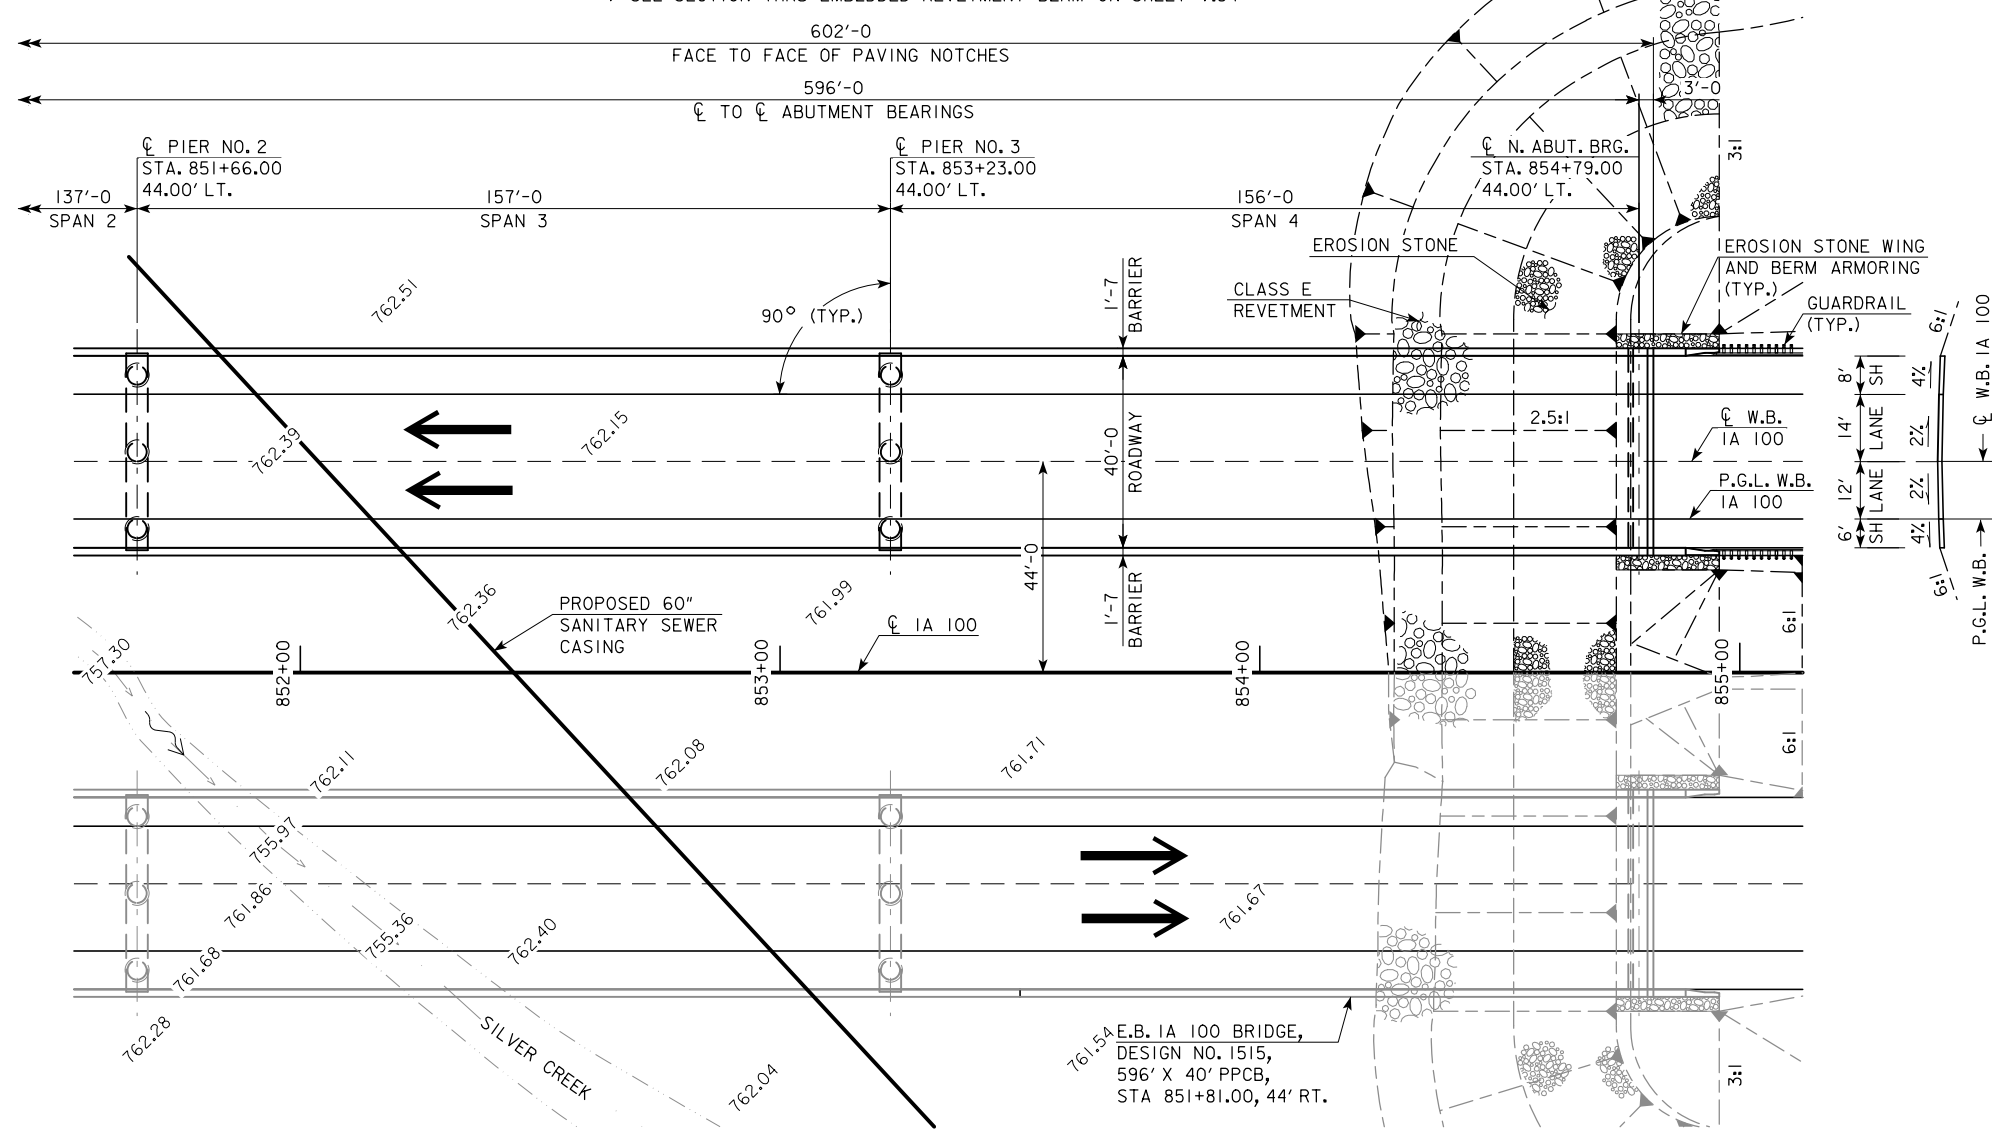 602'-0
FACE TO FACE OF PAVING NOTCHES
596'-0
℄ TO ℄ ABUTMENT BEARINGS
3'-0
℄ PIER NO. 2
STA. 851+66.00
44.00' LT.
℄ PIER NO. 3
STA. 853+23.00
44.00' LT.
℄ N. ABUT. BRG.
STA. 854+79.00
44.00' LT.
3:1
137'-0
SPAN 2
157'-0
SPAN 3
156'-0
SPAN 4
EROSION STONE
EROSION STONE WING
AND BERM ARMORING
(TYP.)
CLASS E
REVETMENT
GUARDRAIL
(TYP.)
762.51
90° (TYP.)
1'-7
BARRIER
6:1
℄ W.B. IA 100
8'
SH
4%
14'
LANE
2%
12'
LANE
2%
6'
SH
4%
6:1
P.G.L. W.B.
762.39
762.15
40'-0
ROADWAY
2.5:1
℄ W.B.
IA 100
P.G.L. W.B.
IA 100
44'-0
1'-7
BARRIER
762.36
PROPOSED 60"
SANITARY SEWER
CASING
761.99
℄ IA 100
6:1
757.30
852+00
853+00
854+00
855+00
6:1
762.11
762.08
761.71
755.97
761.86
755.36
762.40
761.67
761.68
762.28
SILVER CREEK
762.04
761.54
E.B. IA 100 BRIDGE,
DESIGN NO. 1515,
596' X 40' PPCB,
STA 851+81.00, 44' RT.
3:1